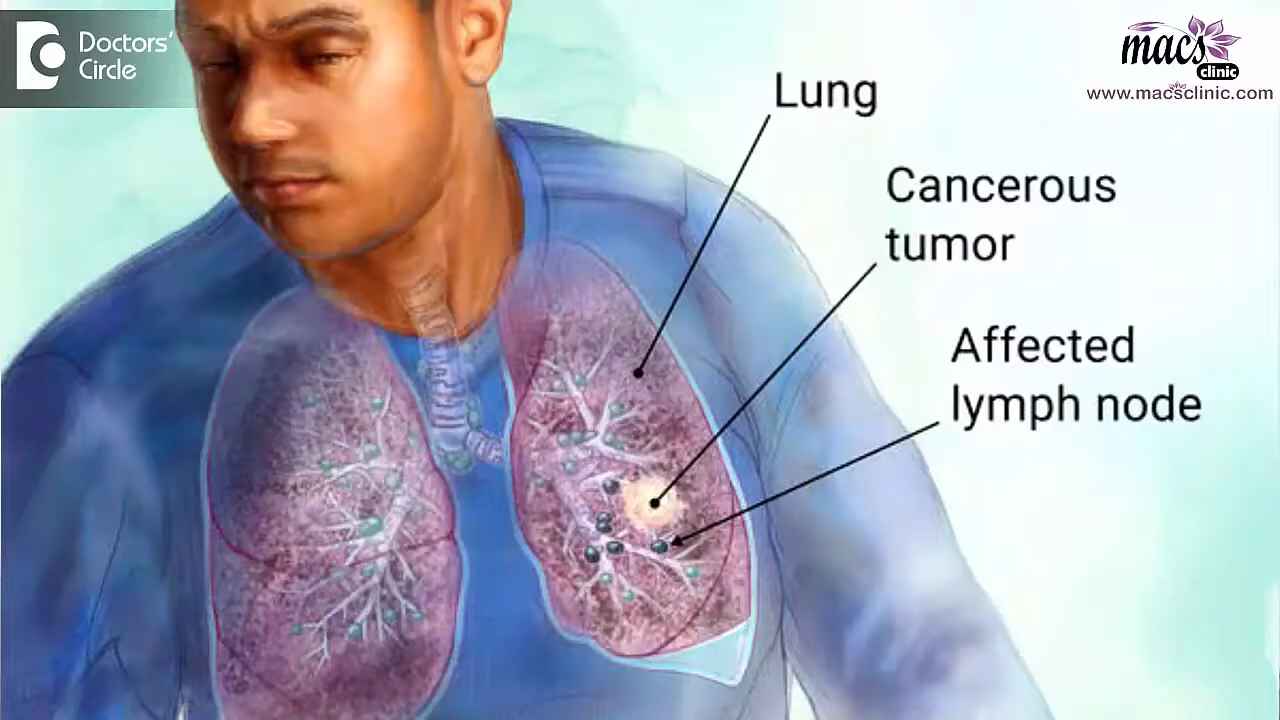 Doctors'
Circle
macs
clinic
www.macsclinic.com
Lung
Cancerous
tumor
Affected
lymph node